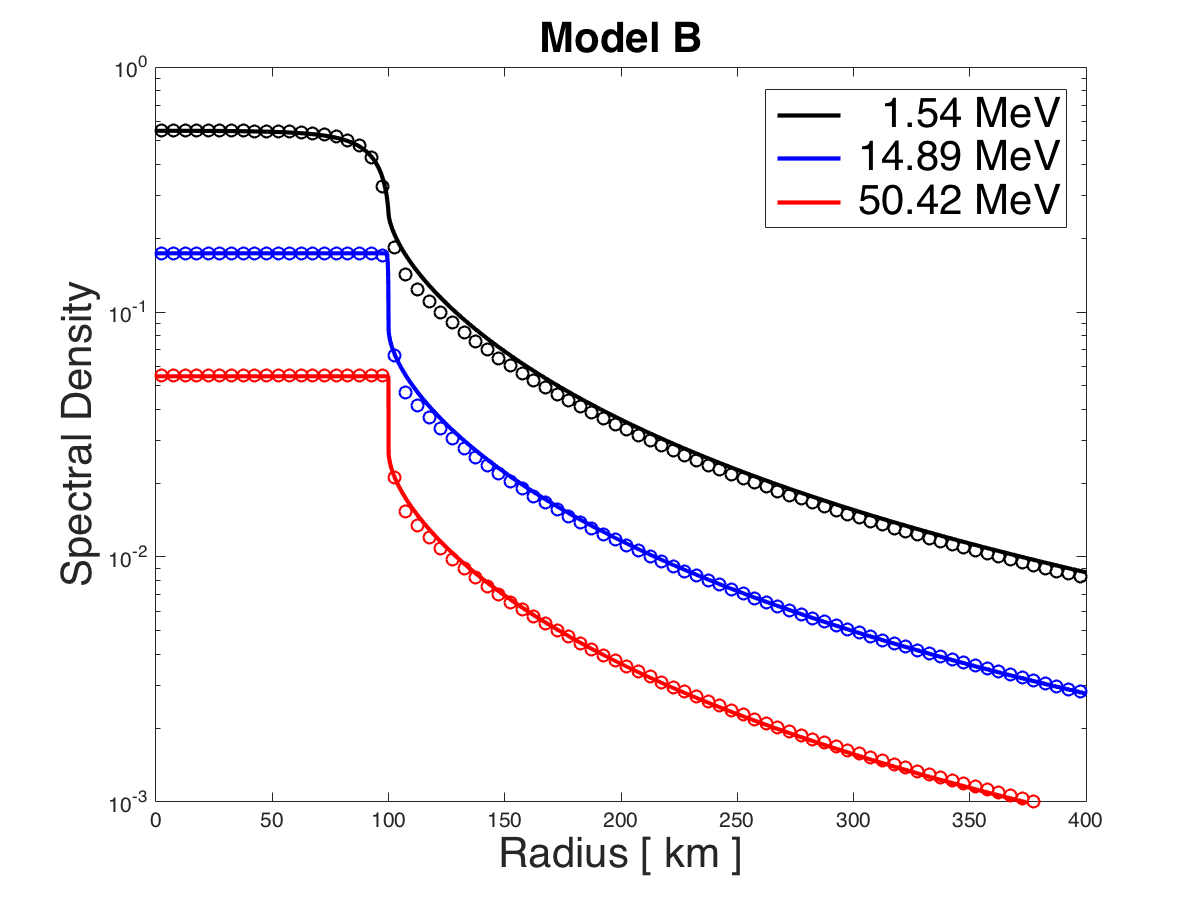 Model B
10^0
10^-1
10^-2
10^-3
Spectral Density
1.54 MeV
14.89 MeV
50.42 MeV
0 50 100 150 200 250 300 350 400
Radius [ km ]